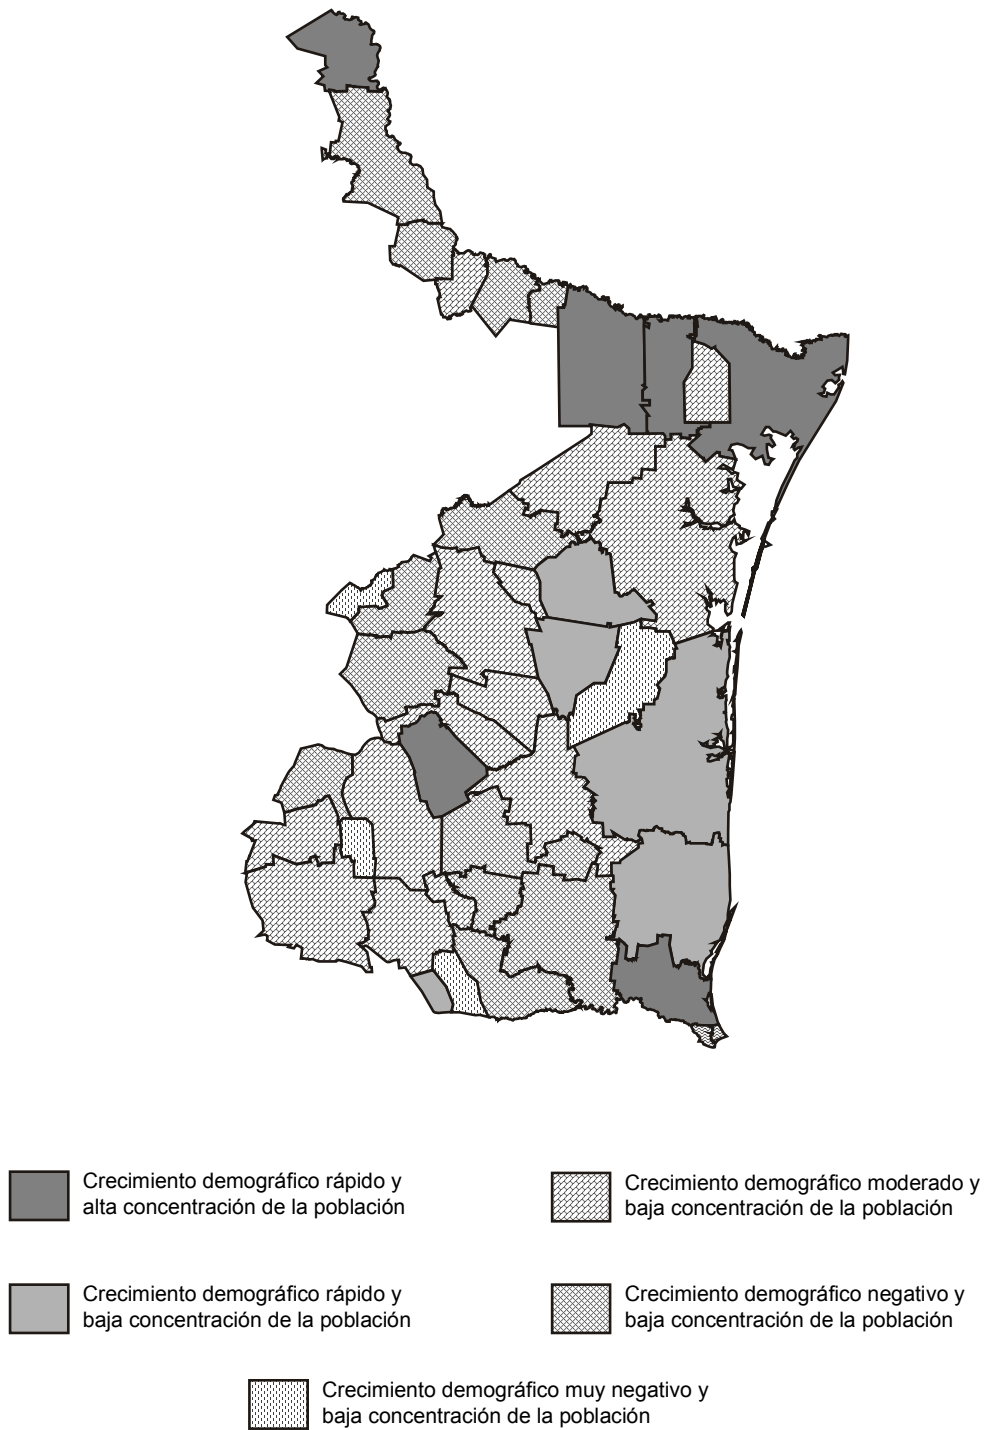 Crecimiento demográfico rápido y
alta concentración de la población
Crecimiento demográfico moderado y
baja concentración de la población
Crecimiento demográfico rápido y
baja concentración de la población
Crecimiento demográfico negativo y
baja concentración de la población
Crecimiento demográfico muy negativo y
baja concentración de la población